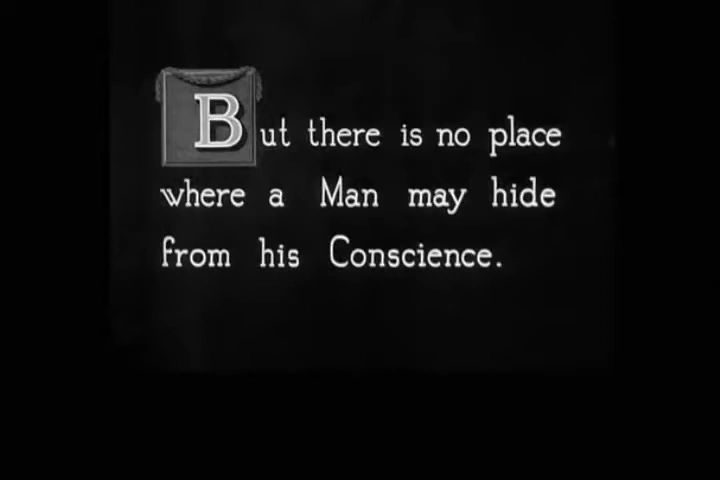 But there is no place
where a Man may hide
from his Conscience.